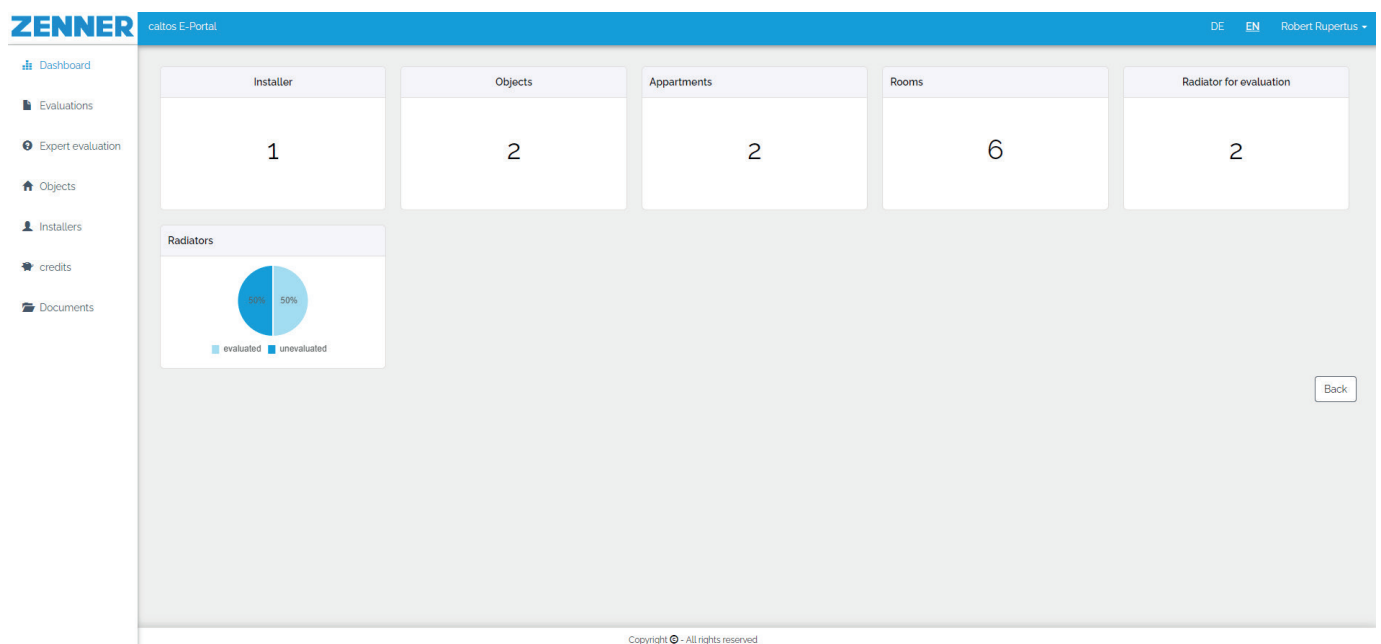 ZENNER
caltos E-Portal
DE EN Robert Rupertus
Dashboard
Evaluations
Expert evaluation
Objects
Installers
credits
Documents
Installer
1
Objects
2
Appartments
2
Rooms
6
Radiator for evaluation
2
Radiators
50% 50%
evaluated unevaluated
Back
Copyright © - All rights reserved